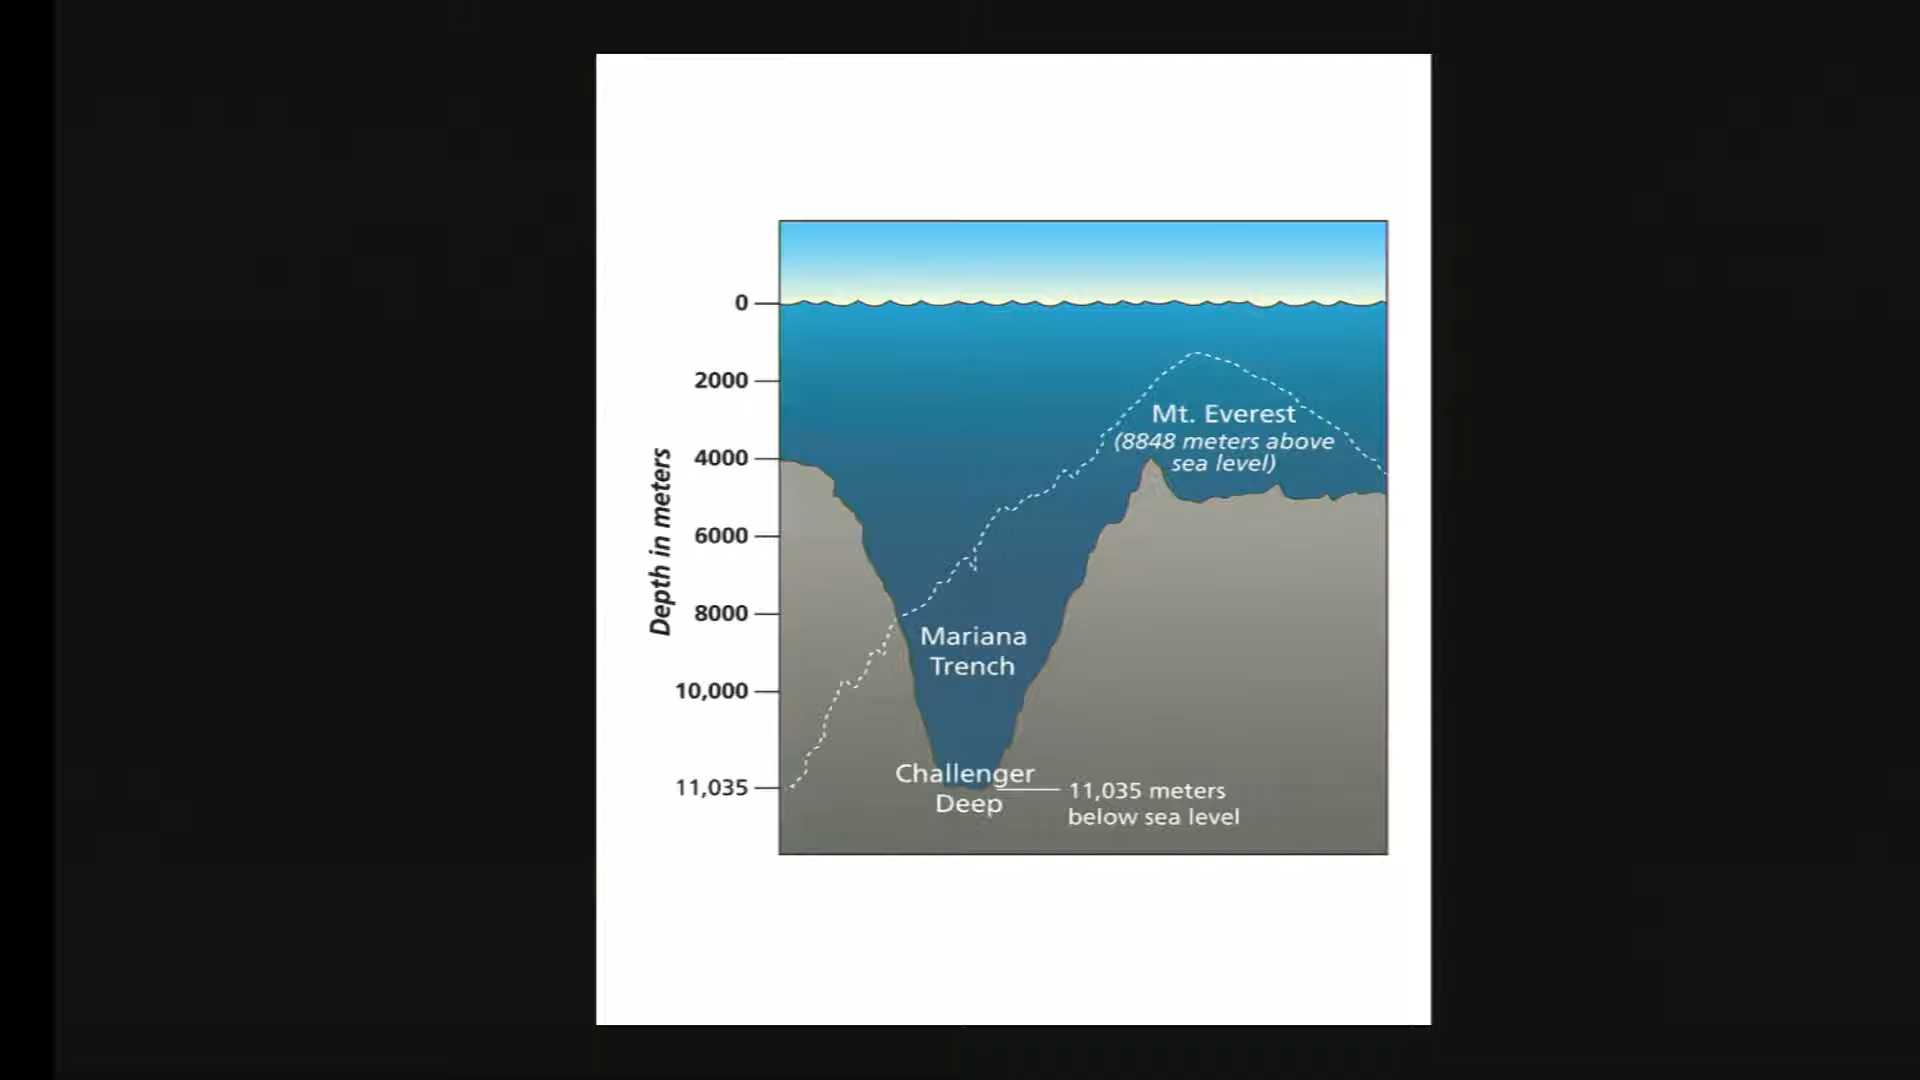 0
2000
Mt. Everest
(8848 meters above
sea level)
4000
Depth in meters
6000
8000
Mariana
Trench
10,000
Challenger
Deep
11,035
11,035 meters
below sea level